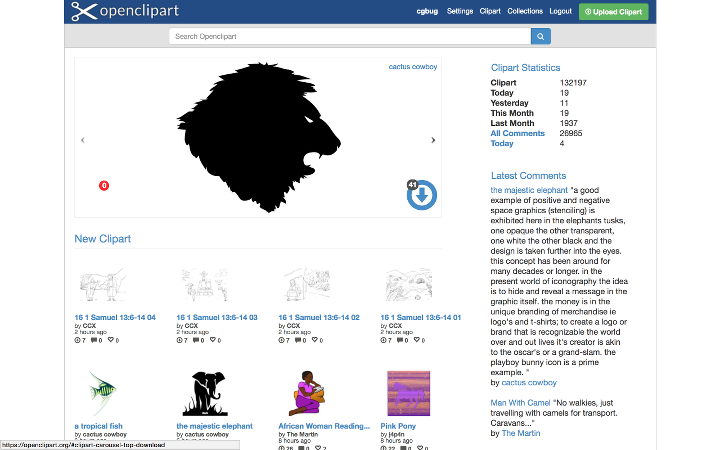 openclipart
cgbug Settings Clipart Collections Logout Upload Clipart
Search Openclipart
cactus cowboy
0
41
New Clipart
16 1 Samuel 13:6-14 04
by CCX
2 hours ago
7 0 0
16 1 Samuel 13:6-14 03
by CCX
2 hours ago
7 0 0
16 1 Samuel 13:6-14 02
by CCX
2 hours ago
7 0 0
16 1 Samuel 13:6-14 01
by CCX
2 hours ago
7 0 0
a tropical fish
by cactus cowboy
the majestic elephant
by cactus cowboy
African Woman Reading...
by The Martin
8 hours ago
26 0 2
Pink Pony
by j4p4n
8 hours ago
22 0 0
Clipart Statistics
Clipart 132197
Today 19
Yesterday 11
This Month 19
Last Month 1937
All Comments 26965
Today 4
Latest Comments
the majestic elephant "a good
example of positive and negative
space graphics (stenciling) is
exhibited here in the elephants tusks,
one opaque the other transparent,
one white the other black and the
design is taken further into the eyes.
this concept has been around for
many decades or longer. in the
present world of iconography the idea
is to hide and reveal a message in the
graphic itself. the money is in the
unique branding of merchandise ie
logo's and t-shirts; to create a logo or
brand that is recognizable the world
over and out lives it's creator is akin
to the oscar's or a grand-slam. the
playboy bunny icon is a prime
example. "
by cactus cowboy
Man With Camel "No walkies, just
travelling with camels for transport.
Caravans..."
by The Martin
https://openclipart.org/#clipart-carousel-top-download